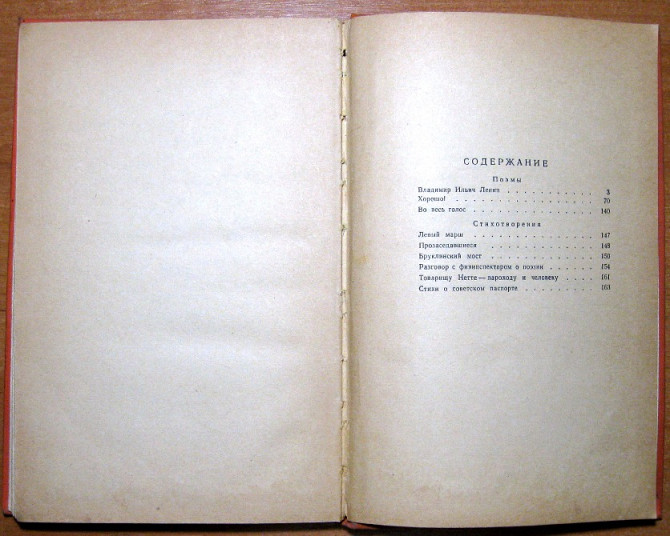 СОДЕРЖАНИЕ
Поэмы
Владимир Ильич Ленин . . . . . . . . . . . 3
Хорошо! . . . . . . . . . . . . . . . . 70
Во весь голос . . . . . . . . . . . . . . 140
Стихотворения
Левый марш . . . . . . . . . . . . . . 147
Прозаседавшиеся . . . . . . . . . . . . . 148
Бруклинский мост . . . . . . . . . . . . . 150
Разговор с фининспектором о поэзии . . . . . . 154
Товарищу Нетте — пароходу и человеку . . . . 161
Стихи о советском паспорте . . . . . . . . . 163